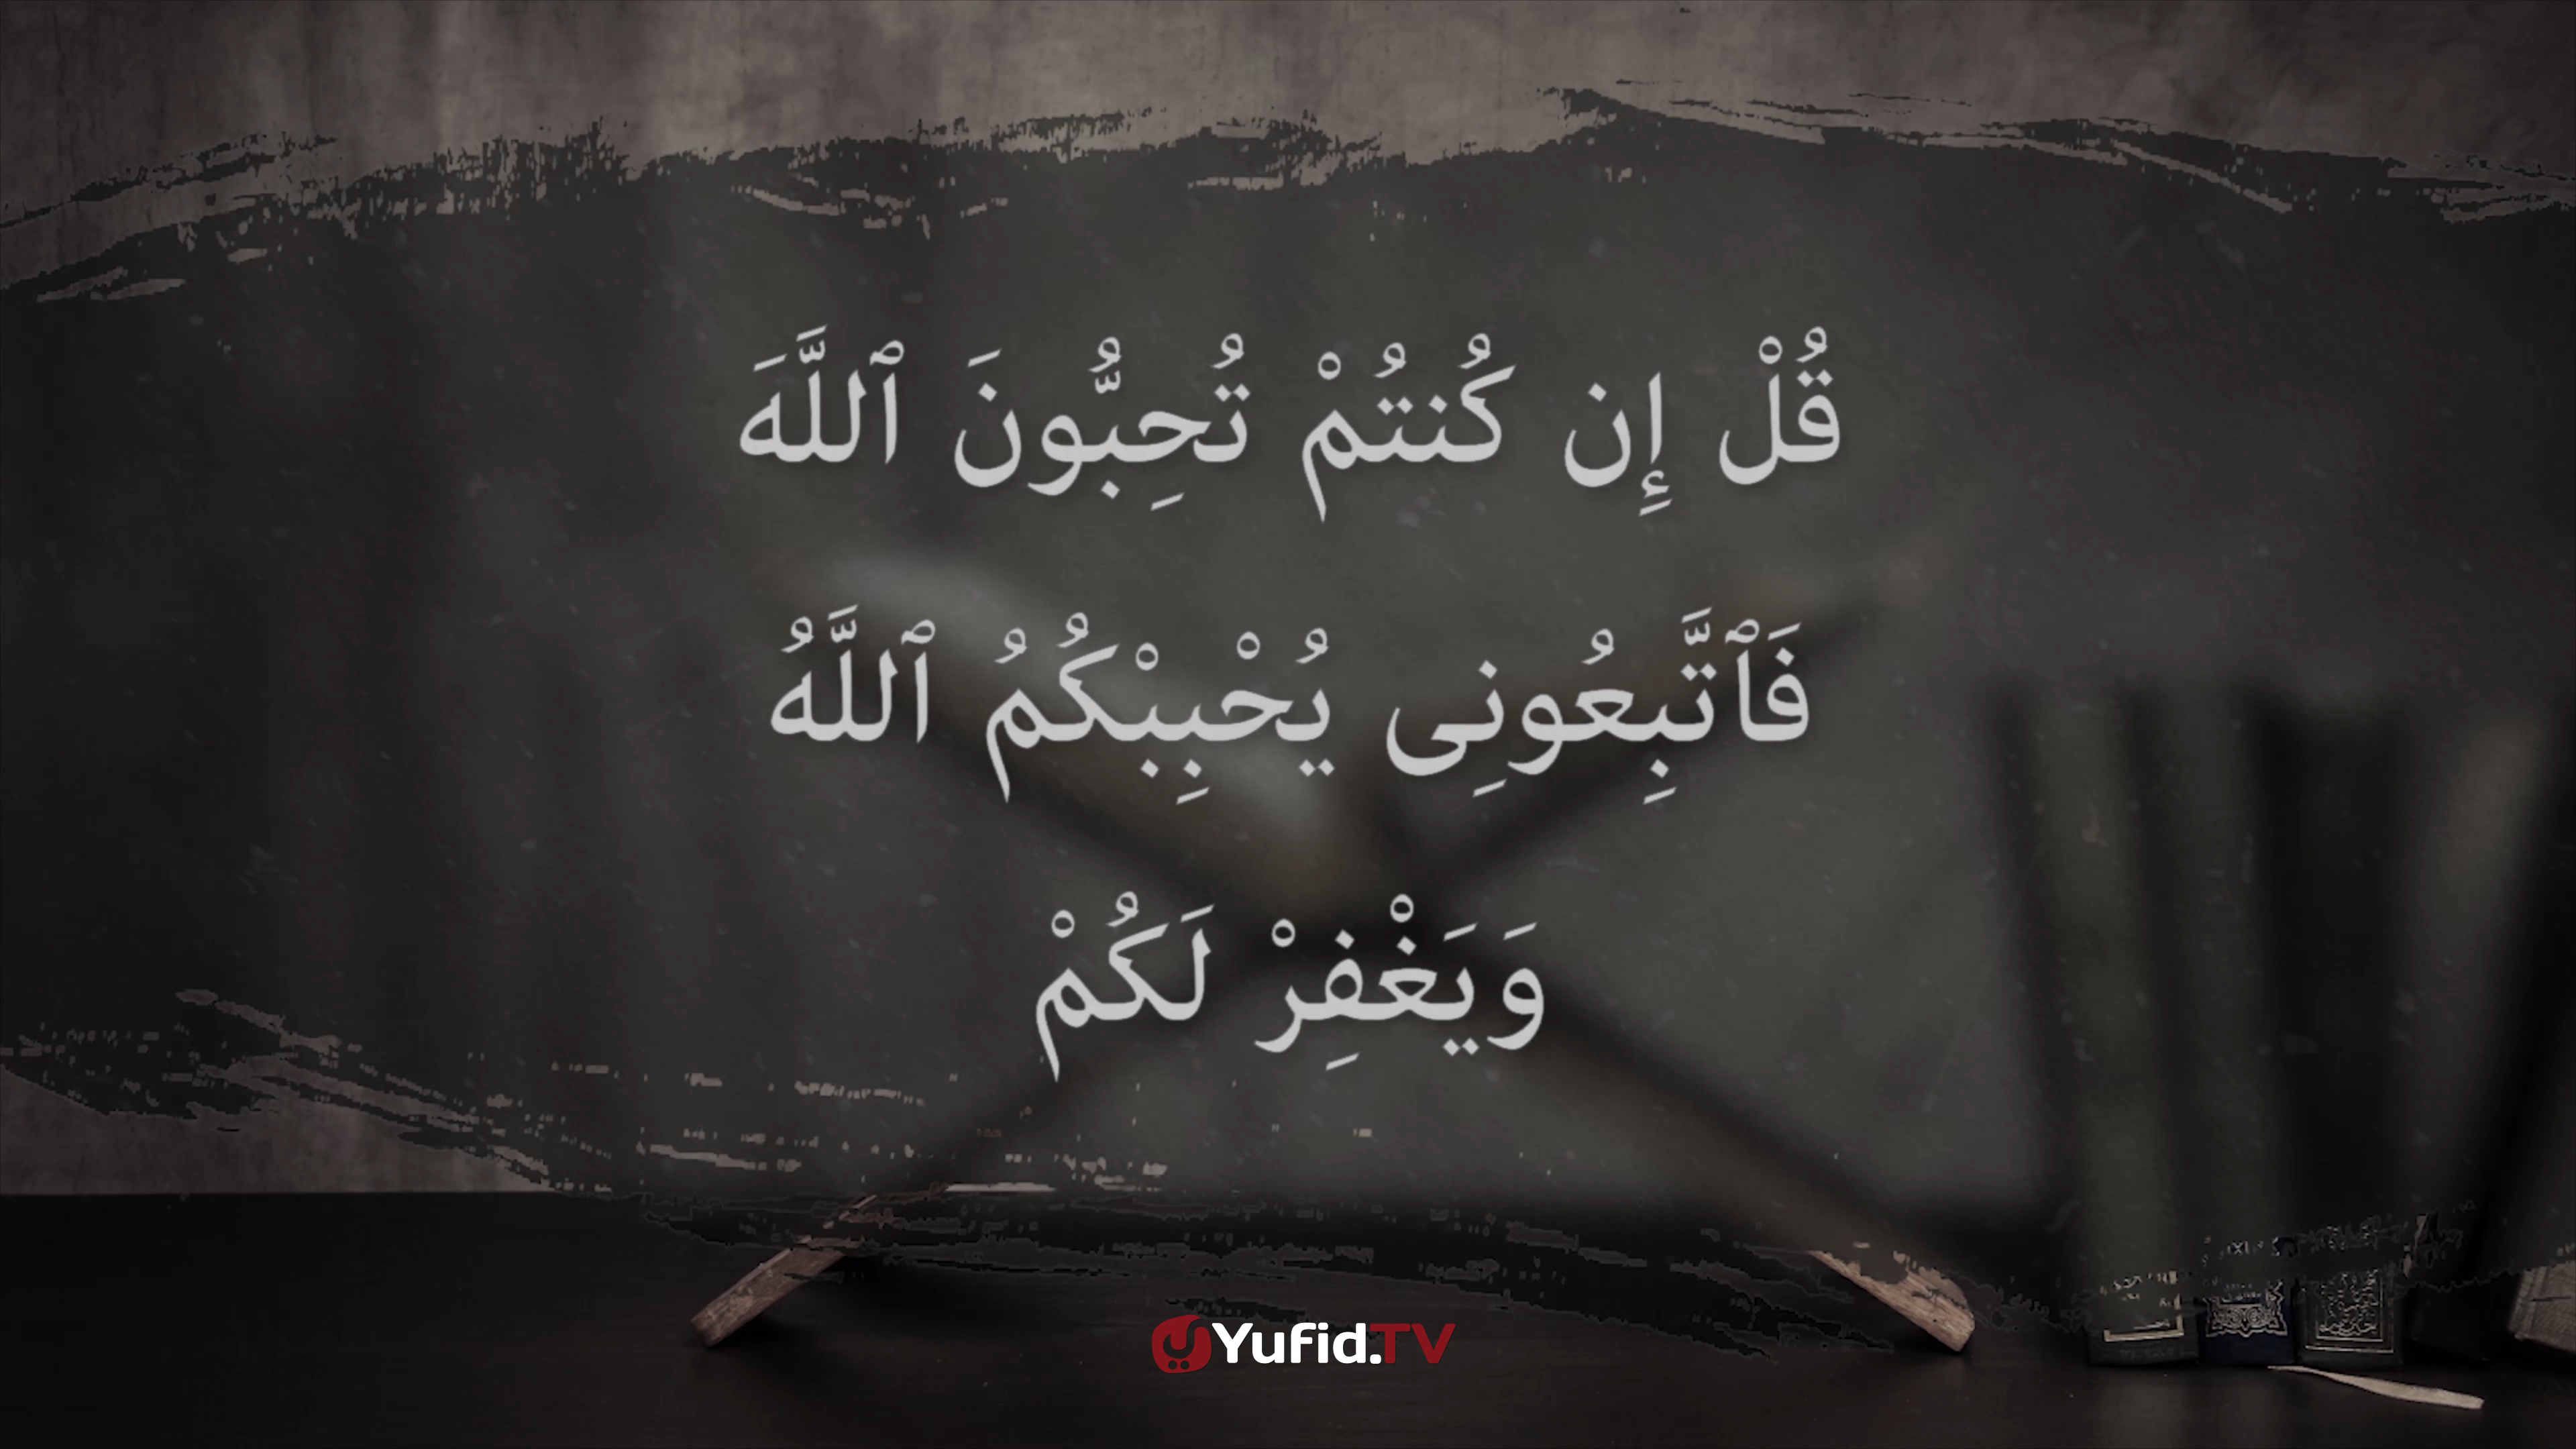 قُلْ إِن كُنتُمْ تُحِبُّونَ ٱللَّهَ
فَٱتَّبِعُونِى يُحْبِبْكُمُ ٱللَّهُ
وَيَغْفِرْ لَكُمْ
Yufid.TV